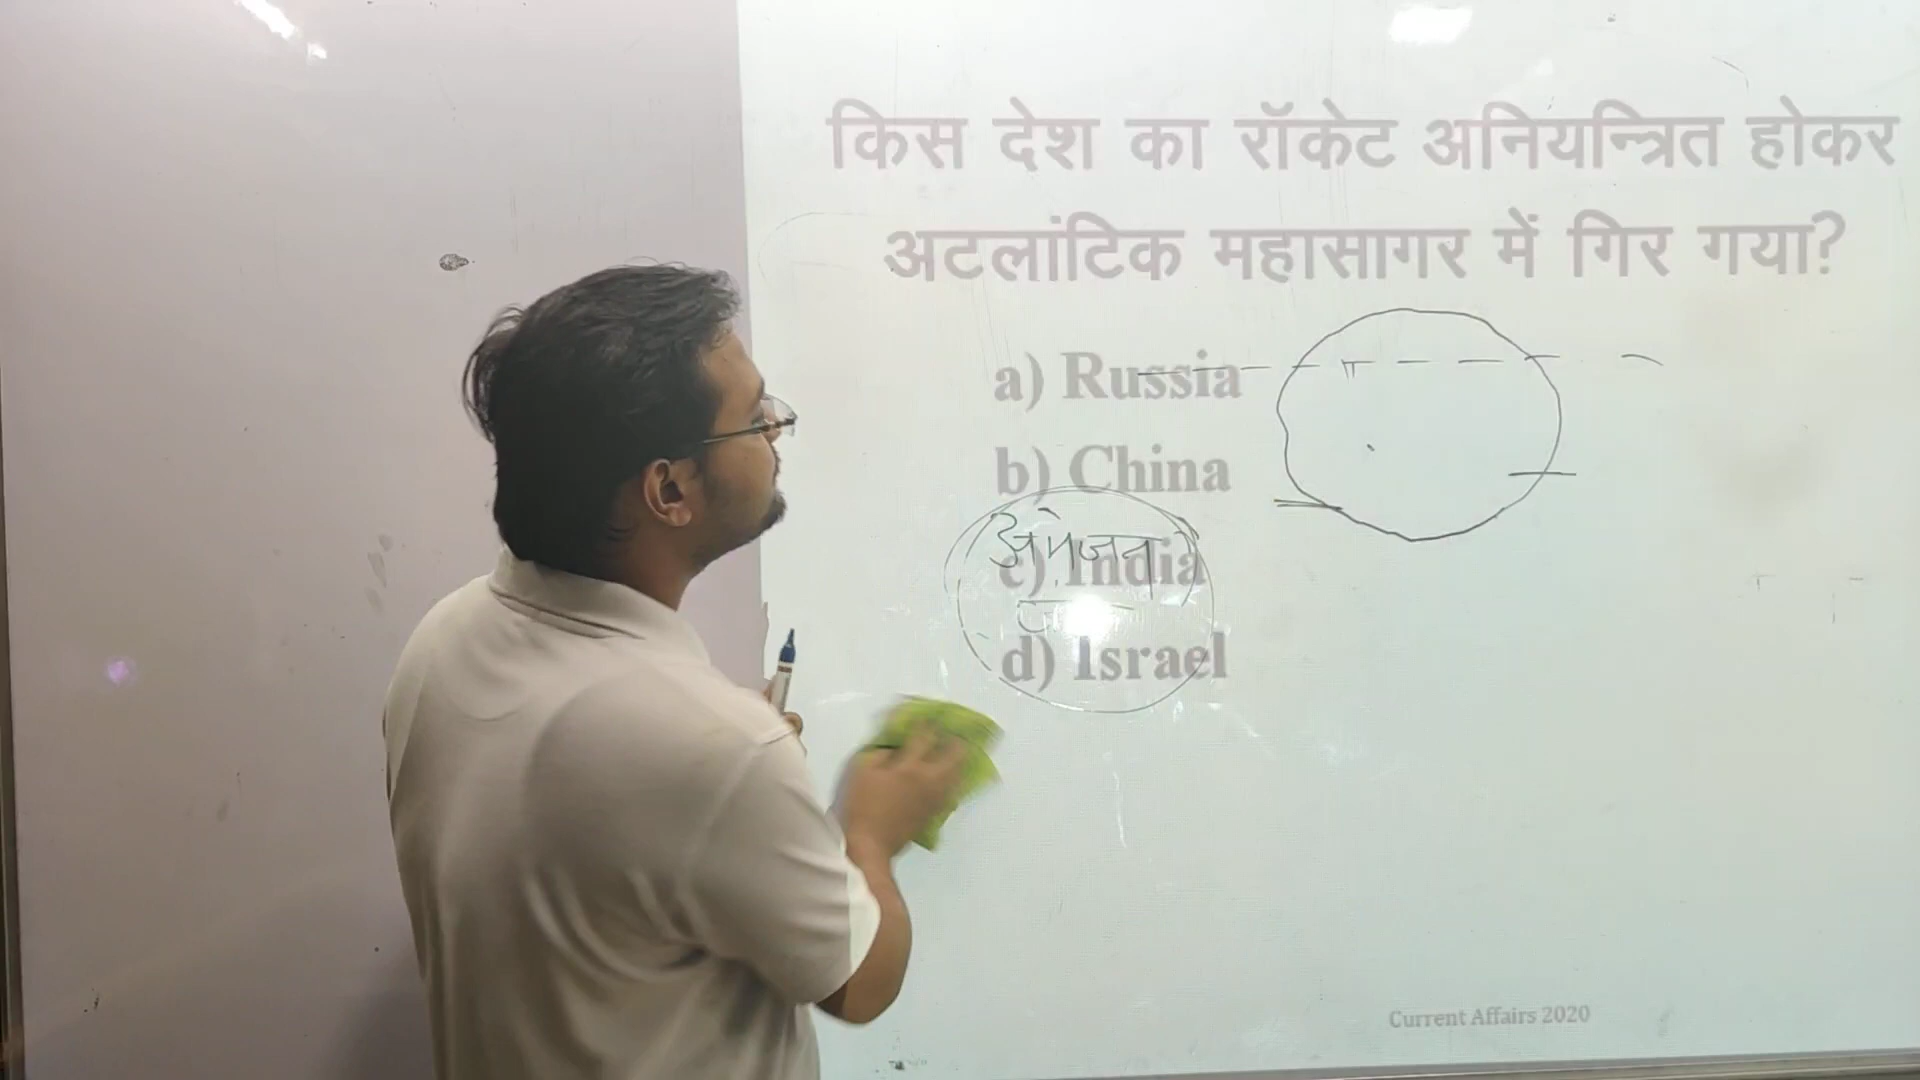 किस देश का रॉकेट अनियन्त्रित होकर
अटलांटिक महासागर में गिर गया?
a) Russia
b) China
c) India
d) Israel
Current Affairs 2020